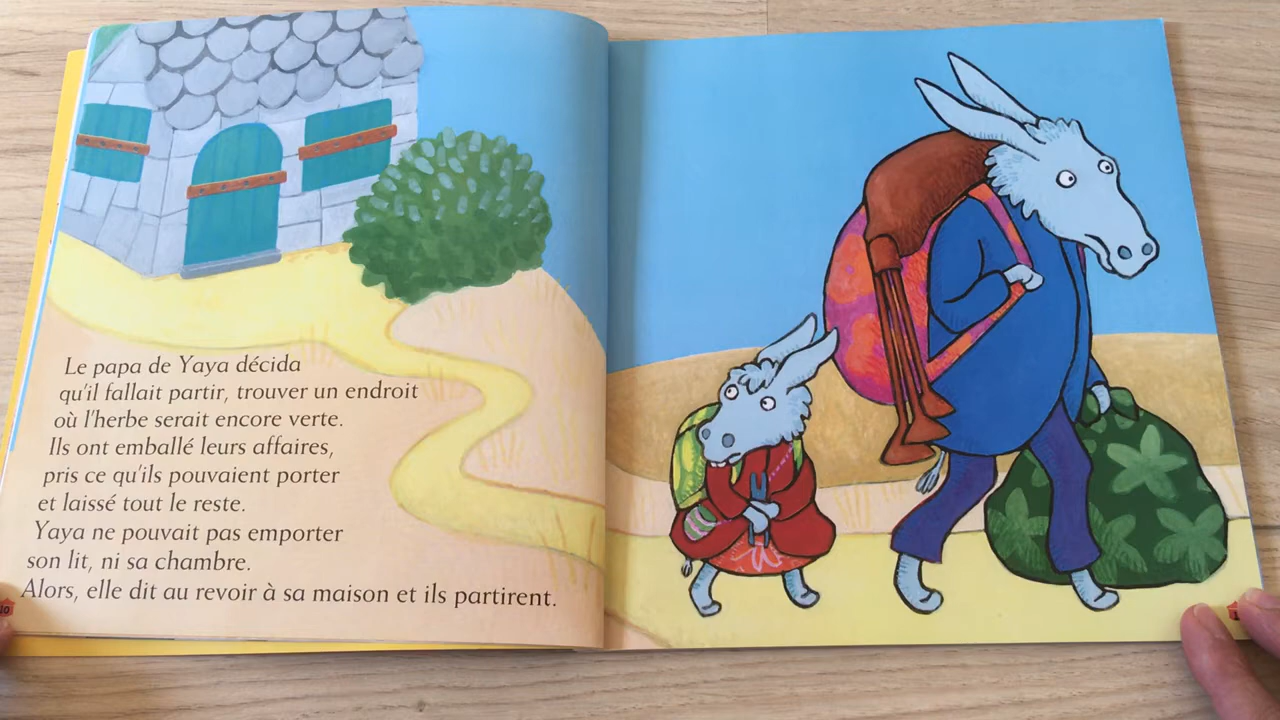 Le papa de Yaya décida
qu'il fallait partir, trouver un endroit
où l'herbe serait encore verte.
Ils ont emballé leurs affaires,
pris ce qu'ils pouvaient porter
et laissé tout le reste.
Yaya ne pouvait pas emporter
son lit, ni sa chambre.
Alors, elle dit au revoir à sa maison et ils partirent.
10